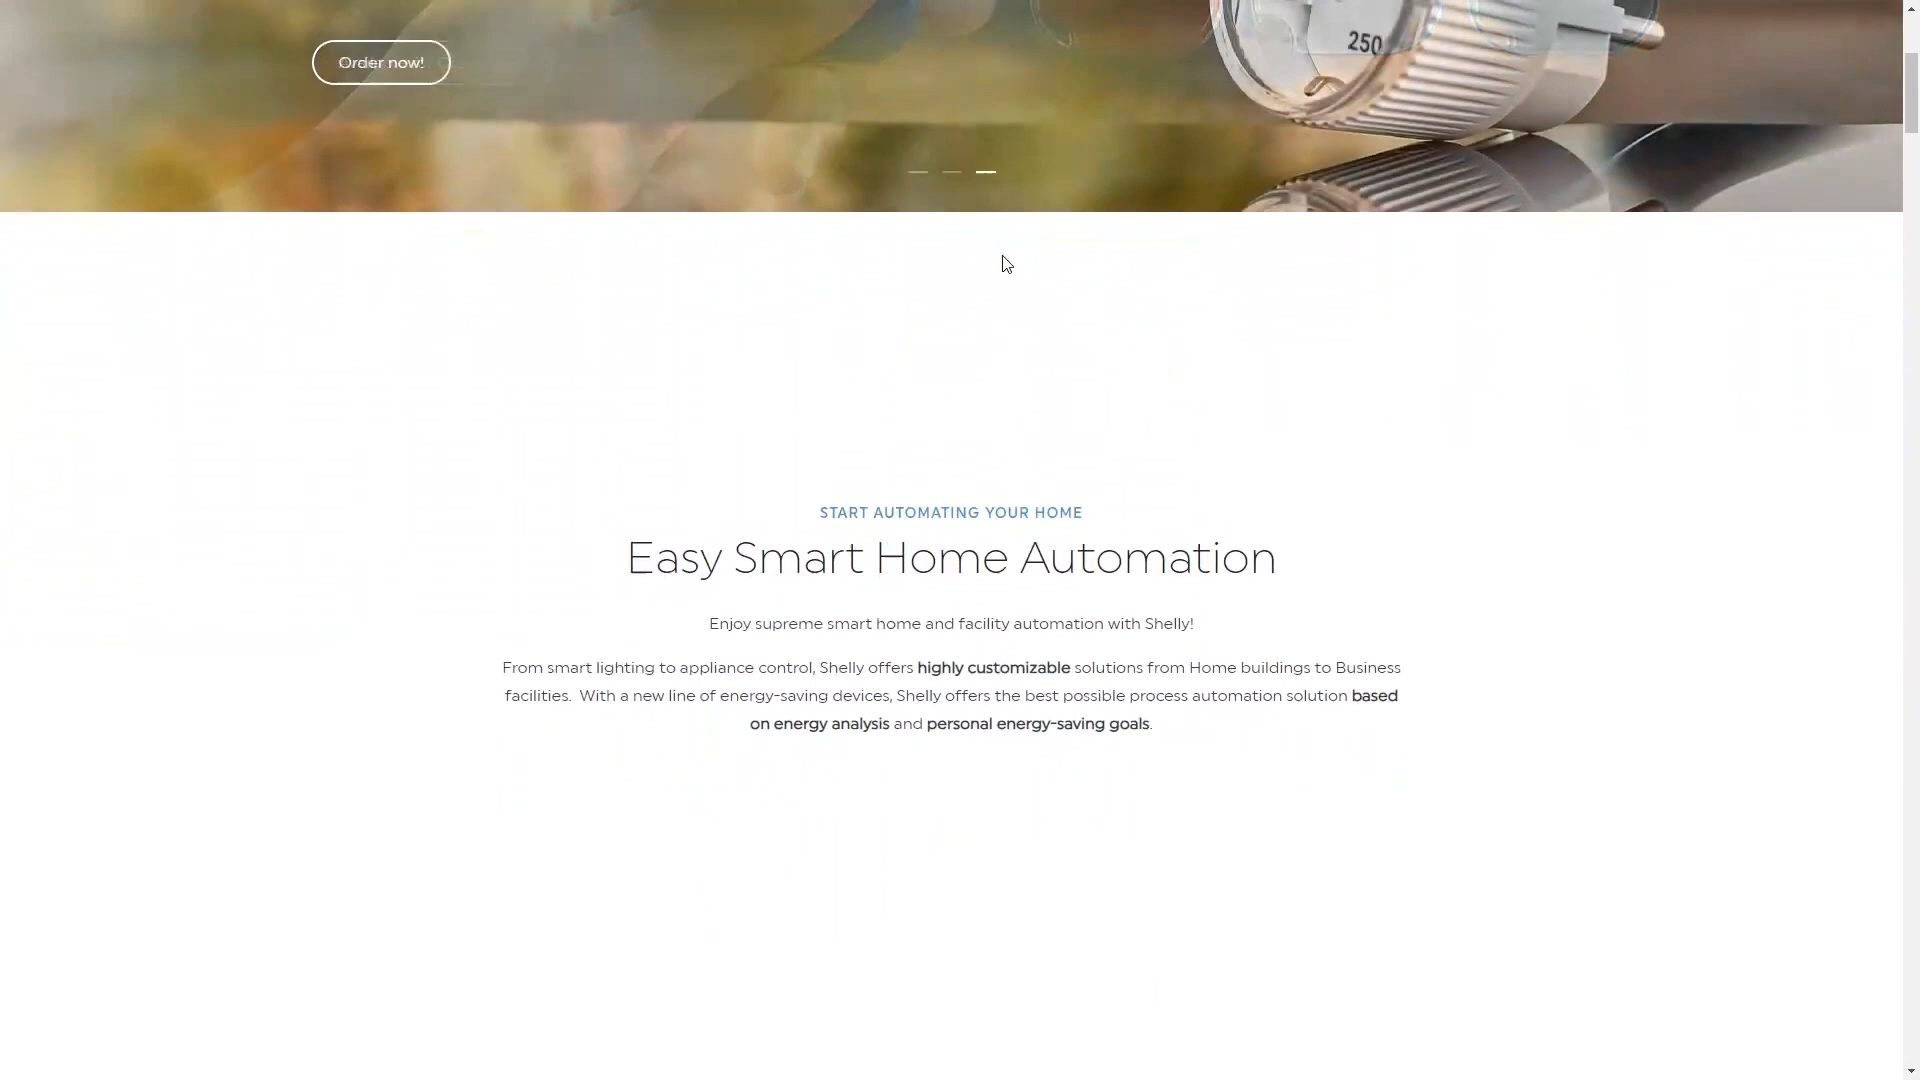 250
Order now!
START AUTOMATING YOUR HOME
Easy Smart Home Automation
Enjoy supreme smart home and facility automation with Shelly!
From smart lighting to appliance control, Shelly offers highly customizable solutions from Home buildings to Business
facilities.  With a new line of energy-saving devices, Shelly offers the best possible process automation solution based
on energy analysis and personal energy-saving goals.